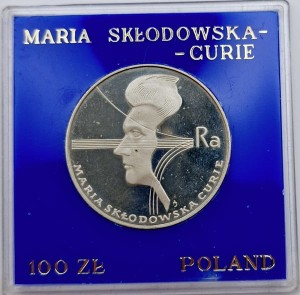 MARIA SKŁODOWSKA-
-CURIE
Ra
MARIA SKŁODOWSKA CURIE
100 ZŁ POLAND